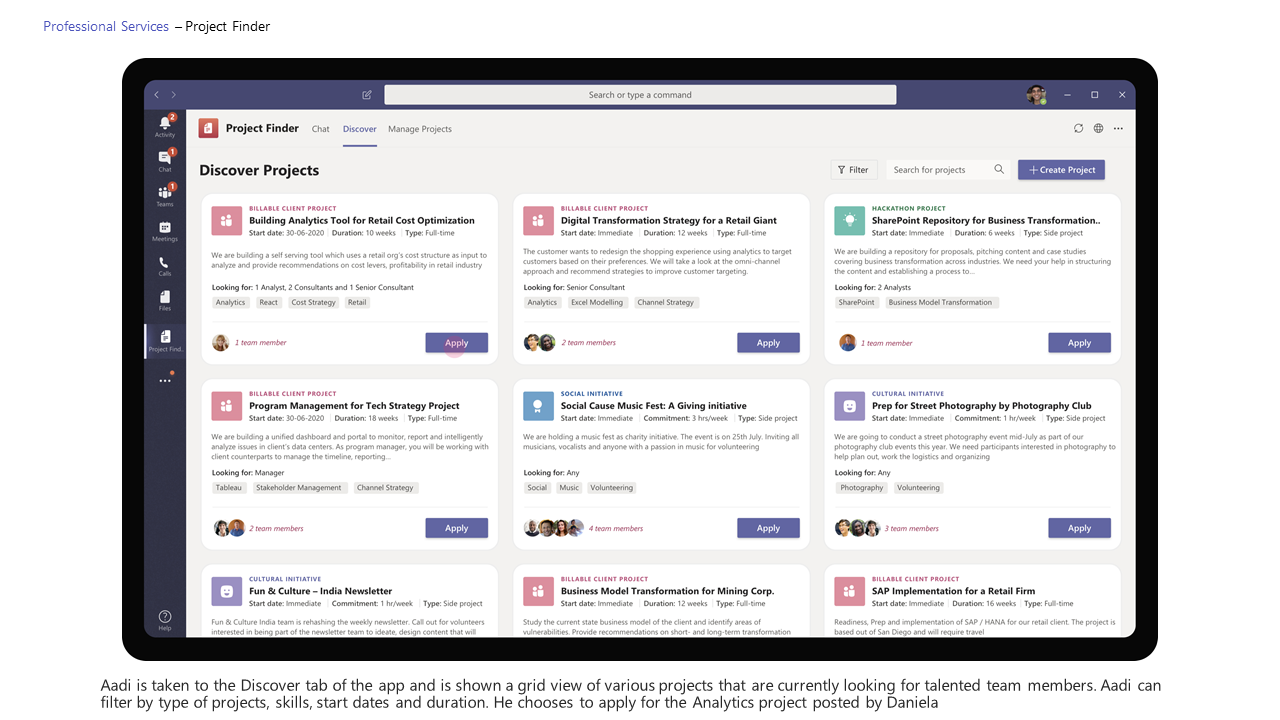 Professional Services – Project Finder
Search or type a command
Activity
2
Chat
1
Teams
1
Meetings
Calls
Files
Project Find..
Help
Project Finder
Chat
Discover
Manage Projects
Discover Projects
Filter
Search for projects
+ Create Project
BILLABLE CLIENT PROJECT
Building Analytics Tool for Retail Cost Optimization
Start date: 30-06-2020 | Duration: 10 weeks | Type: Full-time
We are building a self serving tool which uses a retail org's cost structure as input to
analyze and provide recommendations on cost levers, profitability in retail industry
Looking for: 1 Analyst, 2 Consultants and 1 Senior Consultant
Analytics React Cost Strategy Retail
1 team member
Apply
BILLABLE CLIENT PROJECT
Digital Transformation Strategy for a Retail Giant
Start date: Immediate | Duration: 12 weeks | Type: Full-time
The customer wants to redesign the shopping experience using analytics to target
customers based on their preferences. We will take a look at the omni-channel
approach and recommend strategies to improve customer targeting.
Looking for: Senior Consultant
Analytics Excel Modelling Channel Strategy
2 team members
Apply
HACKATHON PROJECT
SharePoint Repository for Business Transformation..
Start date: Immediate | Duration: 6 weeks | Type: Side project
We are building a repository for proposals, pitching content and case studies
covering business transformation across industries. We need your help in structuring
the content and establishing a process to...
Looking for: 2 Analysts
SharePoint Business Model Transformation
1 team member
Apply
BILLABLE CLIENT PROJECT
Program Management for Tech Strategy Project
Start date: 30-06-2020 | Duration: 18 weeks | Type: Full-time
We are building a unified dashboard and portal to monitor, report and intelligently
analyze issues in client's data centers. As program manager, you will be working with
client counterparts to manage the timeline, reporting...
Looking for: Manager
Tableau Stakeholder Management Channel Strategy
2 team members
Apply
SOCIAL INITIATIVE
Social Cause Music Fest: A Giving initiative
Start date: Immediate | Commitment: 3 hrs/week | Type: Side project
We are holding a music fest as charity initiative. The event is on 25th July. Inviting all
musicians, vocalists and anyone with a passion in music for volunteering
Looking for: Any
Social Music Volunteering
4 team members
Apply
CULTURAL INITIATIVE
Prep for Street Photography by Photography Club
Start date: Immediate | Commitment: 1 hr/week | Type: Side project
We are going to conduct a street photography event mid-July as part of our
photography club events this year. We need participants interested in photography to
help plan out, work the logistics and organizing
Looking for: Any
Photography Volunteering
3 team members
Apply
CULTURAL INITIATIVE
Fun & Culture – India Newsletter
Start date: Immediate | Commitment: 1 hr/week | Type: Side project
Fun & Culture India team is rehashing the weekly newsletter. Call out for volunteers
interested in being part of the newsletter team to ideate, design content that will
BILLABLE CLIENT PROJECT
Business Model Transformation for Mining Corp.
Start date: Immediate | Duration: 12 weeks | Type: Full-time
Study the current state business model of the client and identify areas of
vulnerabilities. Provide recommendations on short- and long-term transformation
BILLABLE CLIENT PROJECT
SAP Implementation for a Retail Firm
Start date: Immediate | Duration: 16 weeks | Type: Full-time
Readiness, Prep and implementation of SAP / HANA for our retail client. The project is
based out of San Diego and will require travel
Aadi is taken to the Discover tab of the app and is shown a grid view of various projects that are currently looking for talented team members. Aadi can
filter by type of projects, skills, start dates and duration. He chooses to apply for the Analytics project posted by Daniela